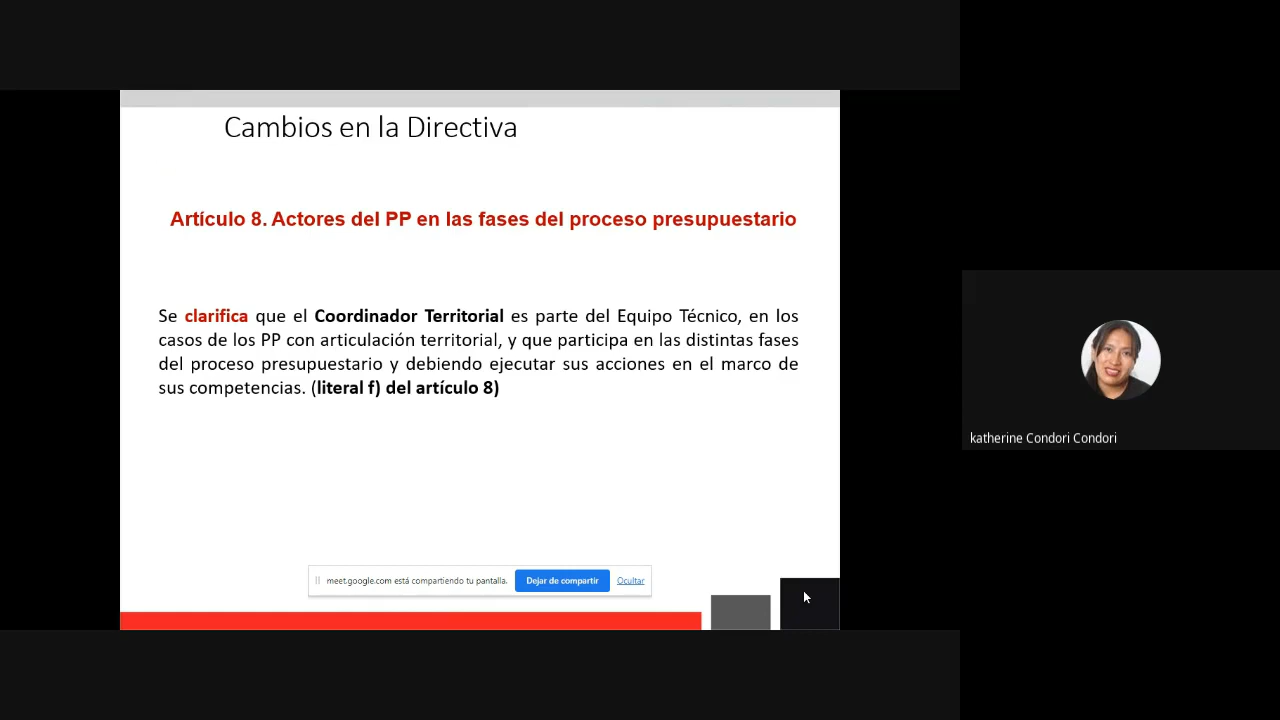 Cambios en la Directiva
Artículo 8. Actores del PP en las fases del proceso presupuestario
Se clarifica que el Coordinador Territorial es parte del Equipo Técnico, en los
casos de los PP con articulación territorial, y que participa en las distintas fases
del proceso presupuestario y debiendo ejecutar sus acciones en el marco de
sus competencias. (literal f) del artículo 8)
meet.google.com está compartiendo tu pantalla. Dejar de compartir Ocultar
katherine Condori Condori